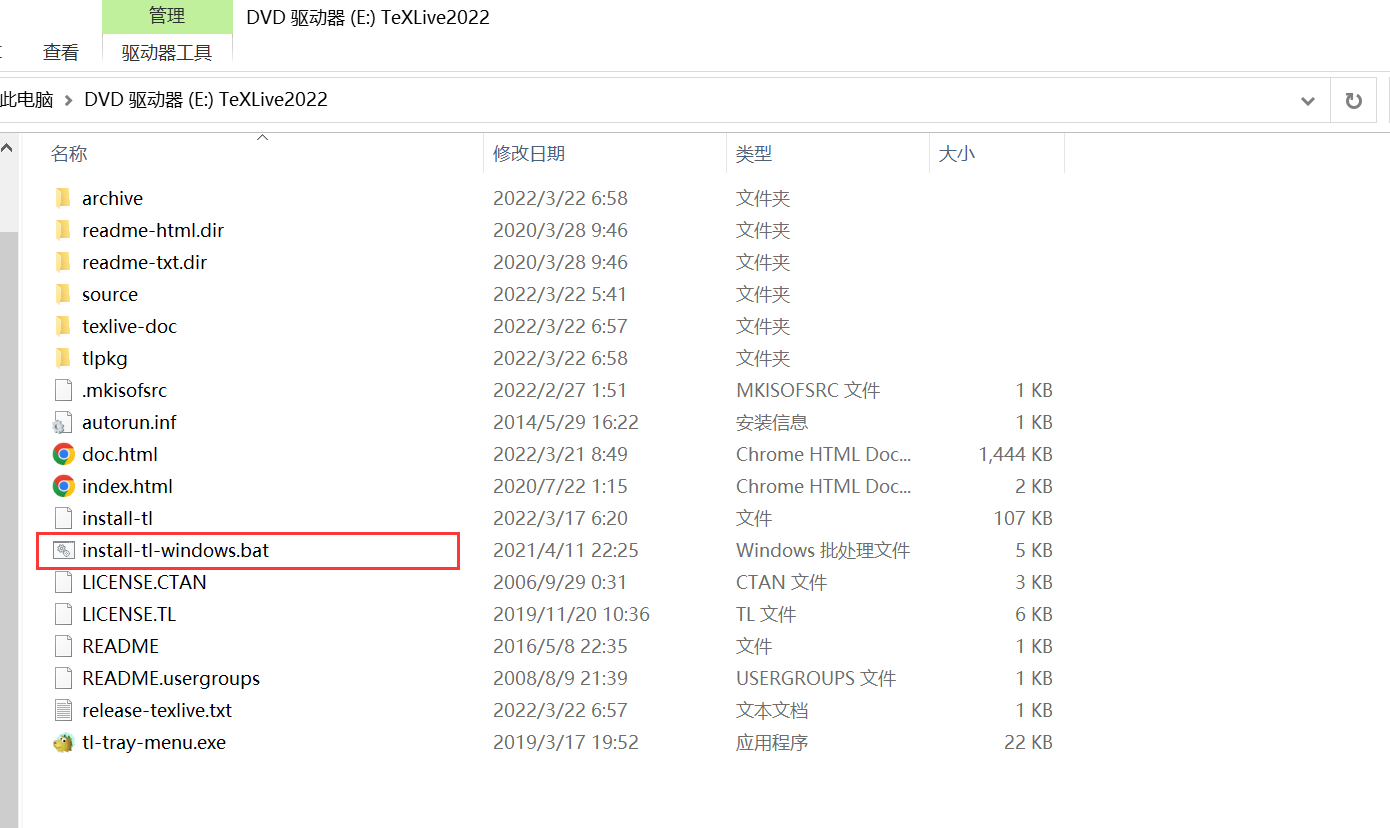 管理 DVD 驱动器 (E:) TeXLive2022
查看 驱动器工具
此电脑 DVD 驱动器 (E:) TeXLive2022
名称 修改日期 类型 大小
archive 2022/3/22 6:58 文件夹
readme-html.dir 2020/3/28 9:46 文件夹
readme-txt.dir 2020/3/28 9:46 文件夹
source 2022/3/22 5:41 文件夹
texlive-doc 2022/3/22 6:57 文件夹
tlpkg 2022/3/22 6:58 文件夹
.mkisofsrc 2022/2/27 1:51 MKISOFSRC 文件 1 KB
autorun.inf 2014/5/29 16:22 安装信息 1 KB
doc.html 2022/3/21 8:49 Chrome HTML Doc... 1,444 KB
index.html 2020/7/22 1:15 Chrome HTML Doc... 2 KB
install-tl 2022/3/17 6:20 文件 107 KB
install-tl-windows.bat 2021/4/11 22:25 Windows 批处理文件 5 KB
LICENSE.CTAN 2006/9/29 0:31 CTAN 文件 3 KB
LICENSE.TL 2019/11/20 10:36 TL 文件 6 KB
README 2016/5/8 22:35 文件 1 KB
README.usergroups 2008/8/9 21:39 USERGROUPS 文件 1 KB
release-texlive.txt 2022/3/22 6:57 文本文档 1 KB
tl-tray-menu.exe 2019/3/17 19:52 应用程序 22 KB